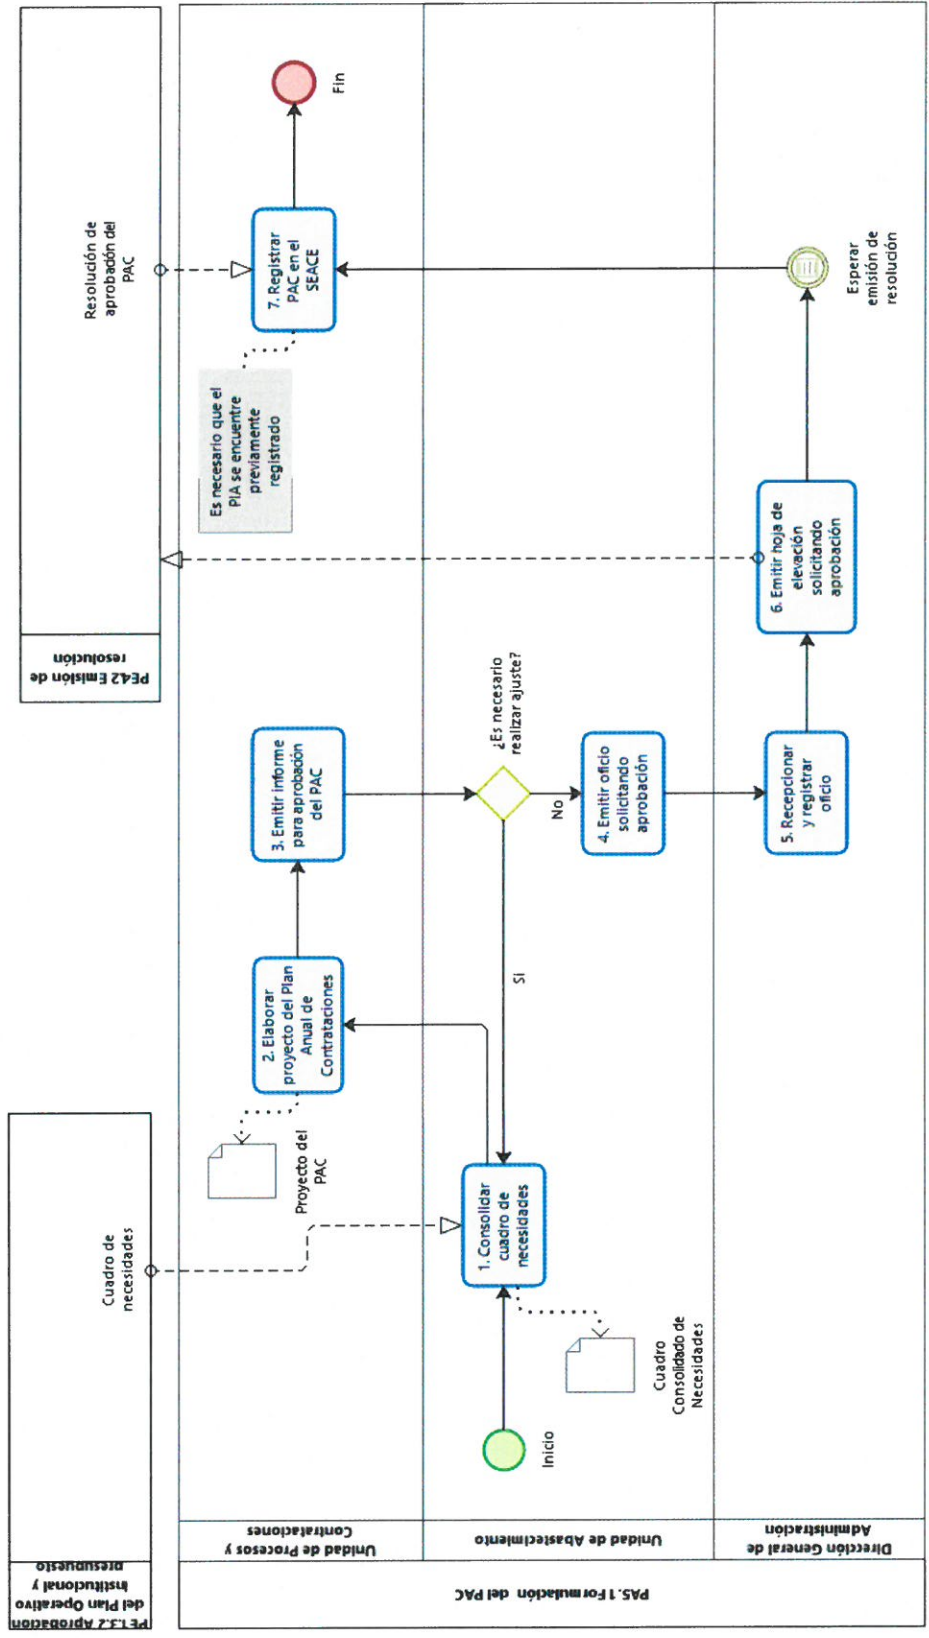 PE1.3.2 Aprobación
del Plan Operativo
Institucional y
presupuesto
Cuadro de
necesidades
PE4.2 Emisión de
resolución
Resolución de
aprobación del
PAC
PA5.1 Formulación del PAC
Unidad de Procesos y
Contrataciones
Proyecto del
PAC
2. Elaborar
proyecto del Plan
Anual de
Contrataciones
3. Emitir informe
para aprobación
del PAC
Es necesario que el
PIA se encuentre
previamente
registrado
7. Registrar
PAC en el
SEACE
Fin
Unidad de Abastecimiento
Inicio
1. Consolidar
cuadro de
necesidades
Cuadro
Consolidado de
Necesidades
Si
¿Es necesario
realizar ajuste?
No
4. Emitir oficio
solicitando
aprobación
Dirección General de
Administración
5. Recepcionar
y registrar
oficio
6. Emitir hoja de
elevación
solicitando
aprobación
Esperar
emisión de
resolución